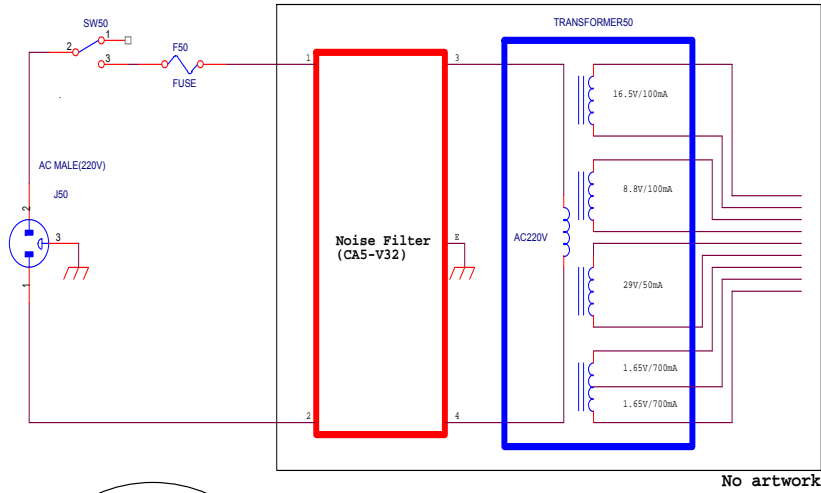 TRANSFORMER50
SW50
1
2
3
F50
FUSE
1
3
16.5V/100mA
AC MALE(220V)
J50
2
3
1
8.8V/100mA
Noise Filter
(CA5-V32)
E
AC220V
29V/50mA
1.65V/700mA
1.65V/700mA
2
4
No artwork